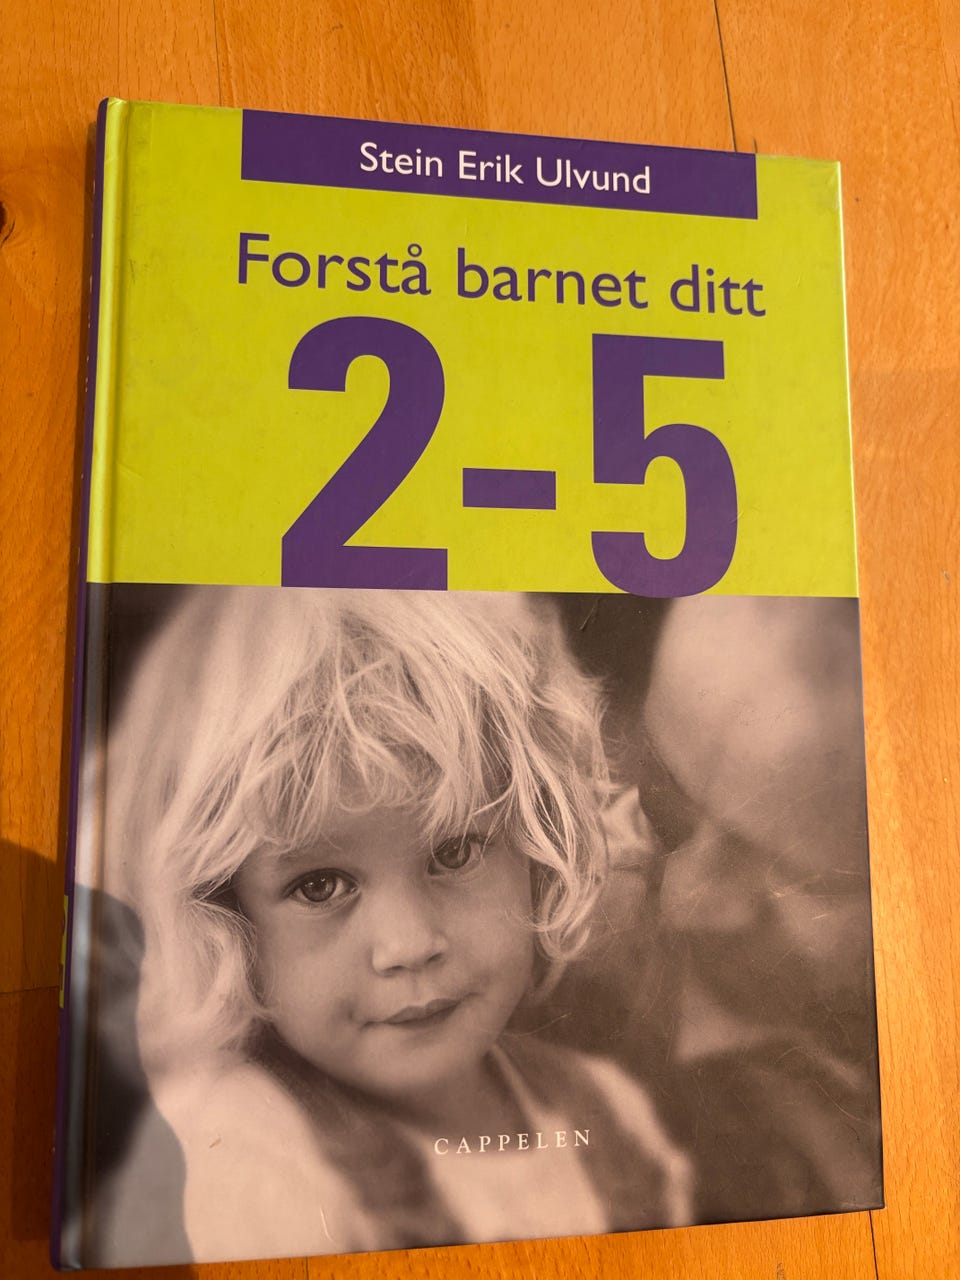 Stein Erik Ulvund
Forstå barnet ditt
2-5
CAPPELEN